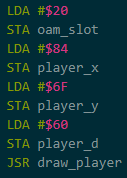 LDA #$20
STA oam_slot
LDA #$84
STA player_x
LDA #$6F
STA player_y
LDA #$60
STA player_d
JSR draw_player